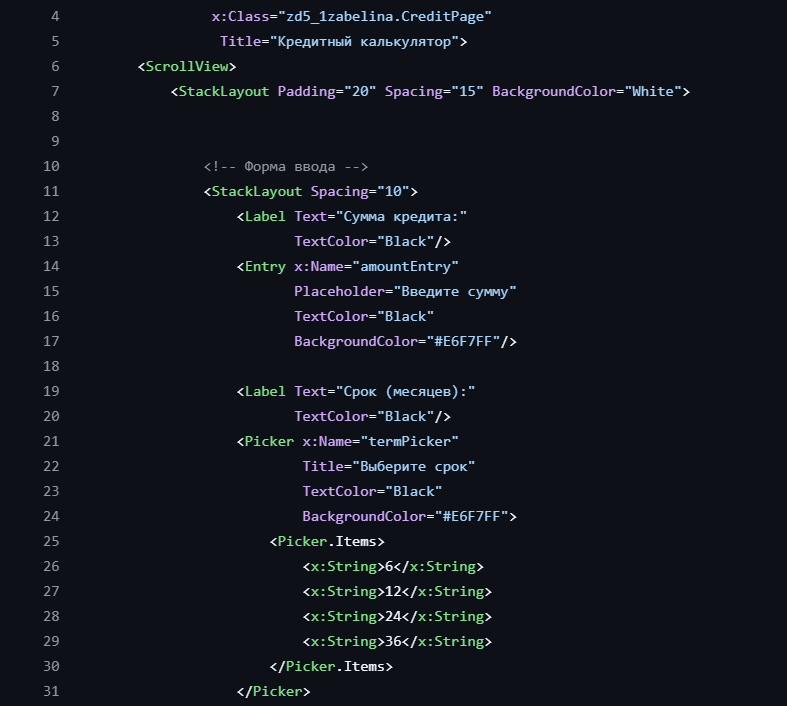 4 x:Class="zd5_1zabelina.CreditPage"
5 Title="Кредитный калькулятор">
6 <ScrollView>
7 <StackLayout Padding="20" Spacing="15" BackgroundColor="White">
8
9
10 <!-- Форма ввода -->
11 <StackLayout Spacing="10">
12 <Label Text="Сумма кредита:"
13 TextColor="Black"/>
14 <Entry x:Name="amountEntry"
15 Placeholder="Введите сумму"
16 TextColor="Black"
17 BackgroundColor="#E6F7FF"/>
18
19 <Label Text="Срок (месяцев):"
20 TextColor="Black"/>
21 <Picker x:Name="termPicker"
22 Title="Выберите срок"
23 TextColor="Black"
24 BackgroundColor="#E6F7FF">
25 <Picker.Items>
26 <x:String>6</x:String>
27 <x:String>12</x:String>
28 <x:String>24</x:String>
29 <x:String>36</x:String>
30 </Picker.Items>
31 </Picker>